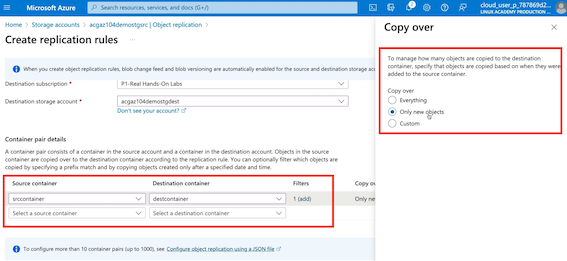 Microsoft Azure
Search resources, services, and docs (G+/)
2
cloud_user_p_787869d2...
LINUX ACADEMY PRODUCTION ...
Home > Storage accounts > acgaz104demostgsrc | Object replication >
Create replication rules ...
When you create object replication rules, blob change feed and blob versioning are automatically enabled for the source and destination storage acc
Destination subscription *
P1-Real Hands-On Labs
Destination storage account *
acgaz104demostgdest
Don't see your account?
Container pair details
A container pair consists of a container in the source account and a container in the destination account. Objects in the source
container are copied over to the destination container according to the replication rule. You can optionally filter which objects are
copied by specifying a prefix match and by copying objects created only after a specified date and time.
Source container
Destination container
Filters
Copy ov
srccontainer
destcontainer
1 (add)
Only new
Select a source container
Select a destination container
To configure more than 10 container pairs (up to 1000), see Configure object replication using a JSON file
Copy over
To manage how many objects are copied to the destination
container, specify that objects are copied based on when they were
added to the source container.
Copy over
Everything
Only new objects
Custom